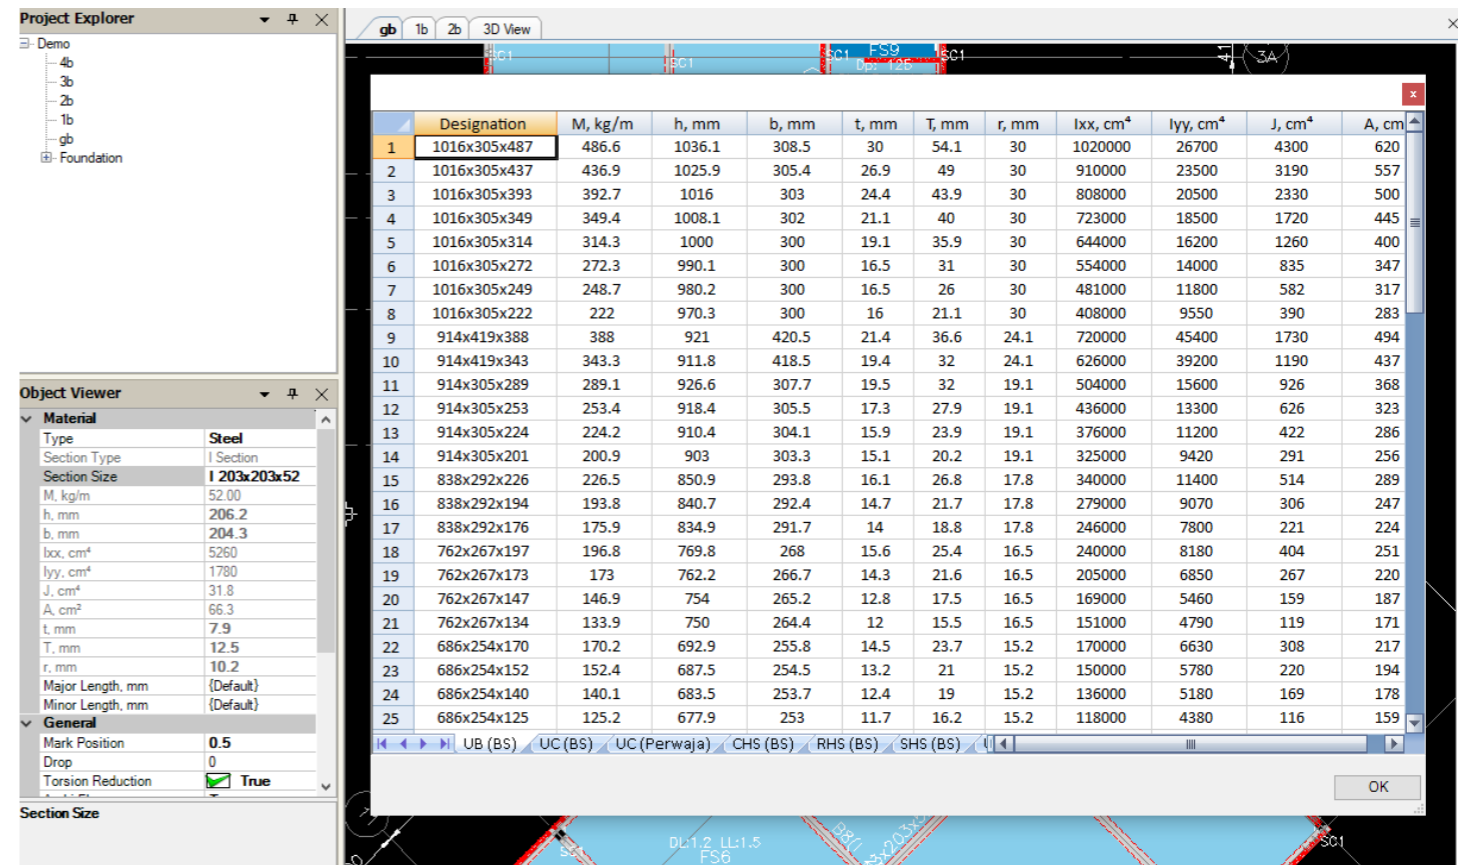 Project Explorer
Demo
4b
3b
2b
1b
gb
Foundation
Object Viewer
Material
Type Steel
Section Type I Section
Section Size I 203x203x52
M, kg/m 52.00
h, mm 206.2
b, mm 204.3
Ixx, cm⁴ 5260
Iyy, cm⁴ 1780
J, cm⁴ 31.8
A, cm² 66.3
t, mm 7.9
T, mm 12.5
r, mm 10.2
Major Length, mm {Default}
Minor Length, mm {Default}
General
Mark Position 0.5
Drop 0
Torsion Reduction True
Section Size
gb 1b 2b 3D View
SC1 SC1 SC1 FS9 SC1 41 3A
Dp: 125
x
Designation M, kg/m h, mm b, mm t, mm T, mm r, mm Ixx, cm⁴ Iyy, cm⁴ J, cm⁴ A, cm
1 1016x305x487 486.6 1036.1 308.5 30 54.1 30 1020000 26700 4300 620
2 1016x305x437 436.9 1025.9 305.4 26.9 49 30 910000 23500 3190 557
3 1016x305x393 392.7 1016 303 24.4 43.9 30 808000 20500 2330 500
4 1016x305x349 349.4 1008.1 302 21.1 40 30 723000 18500 1720 445
5 1016x305x314 314.3 1000 300 19.1 35.9 30 644000 16200 1260 400
6 1016x305x272 272.3 990.1 300 16.5 31 30 554000 14000 835 347
7 1016x305x249 248.7 980.2 300 16.5 26 30 481000 11800 582 317
8 1016x305x222 222 970.3 300 16 21.1 30 408000 9550 390 283
9 914x419x388 388 921 420.5 21.4 36.6 24.1 720000 45400 1730 494
10 914x419x343 343.3 911.8 418.5 19.4 32 24.1 626000 39200 1190 437
11 914x305x289 289.1 926.6 307.7 19.5 32 19.1 504000 15600 926 368
12 914x305x253 253.4 918.4 305.5 17.3 27.9 19.1 436000 13300 626 323
13 914x305x224 224.2 910.4 304.1 15.9 23.9 19.1 376000 11200 422 286
14 914x305x201 200.9 903 303.3 15.1 20.2 19.1 325000 9420 291 256
15 838x292x226 226.5 850.9 293.8 16.1 26.8 17.8 340000 11400 514 289
16 838x292x194 193.8 840.7 292.4 14.7 21.7 17.8 279000 9070 306 247
17 838x292x176 175.9 834.9 291.7 14 18.8 17.8 246000 7800 221 224
18 762x267x197 196.8 769.8 268 15.6 25.4 16.5 240000 8180 404 251
19 762x267x173 173 762.2 266.7 14.3 21.6 16.5 205000 6850 267 220
20 762x267x147 146.9 754 265.2 12.8 17.5 16.5 169000 5460 159 187
21 762x267x134 133.9 750 264.4 12 15.5 16.5 151000 4790 119 171
22 686x254x170 170.2 692.9 255.8 14.5 23.7 15.2 170000 6630 308 217
23 686x254x152 152.4 687.5 254.5 13.2 21 15.2 150000 5780 220 194
24 686x254x140 140.1 683.5 253.7 12.4 19 15.2 136000 5180 169 178
25 686x254x125 125.2 677.9 253 11.7 16.2 15.2 118000 4380 116 159
UB (BS) UC (BS) UC (Perwaja) CHS (BS) RHS (BS) SHS (BS)
OK
DL:1.2 LL:1.5
FS6
SC1